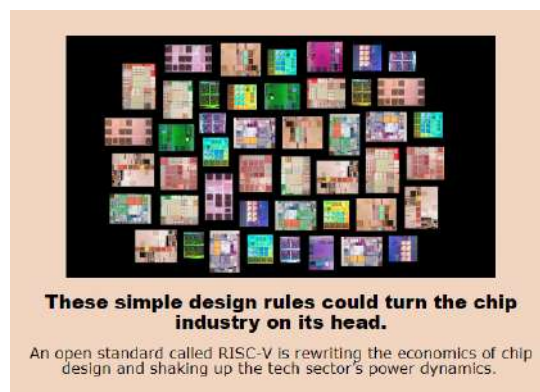 These simple design rules could turn the chip
industry on its head.
An open standard called RISC-V is rewriting the economics of chip
design and shaking up the tech sector's power dynamics.